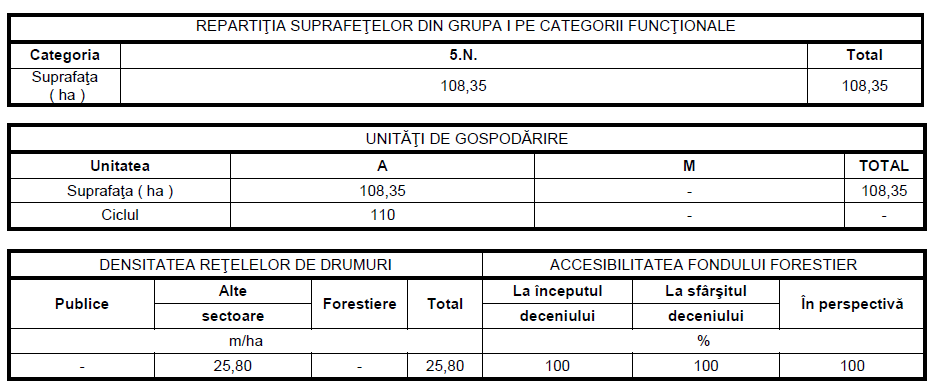 REPARTIŢIA SUPRAFEŢELOR DIN GRUPA I PE CATEGORII FUNCŢIONALE
Categoria 5.N. Total
Suprafaţa
( ha ) 108,35 108,35
UNITĂŢI DE GOSPODĂRIRE
Unitatea A M TOTAL
Suprafaţa ( ha ) 108,35 - 108,35
Ciclul 110 - -
DENSITATEA REŢELELOR DE DRUMURI ACCESIBILITATEA FONDULUI FORESTIER
Publice Alte Forestiere Total La începutul La sfârşitul În perspectivă
sectoare deceniului deceniului
m/ha %
- 25,80 - 25,80 100 100 100